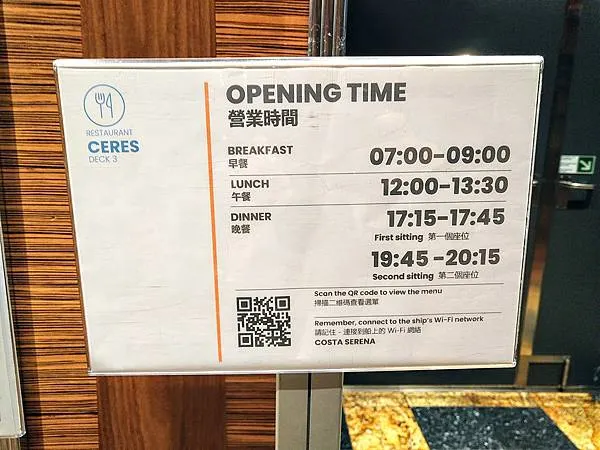 RESTAURANT
CERES
DECK 3
OPENING TIME
營業時間
BREAKFAST 07:00-09:00
早餐
LUNCH 12:00-13:30
午餐
DINNER 17:15-17:45
晚餐
First sitting 第一個座位
19:45 -20:15
Second sitting 第二個座位
Scan the QR code to view the menu
掃描二維碼查看選單
Remember, connect to the ship's Wi-Fi network
請記住 - 連接到船上的 Wi-Fi 網絡
COSTA SERENA